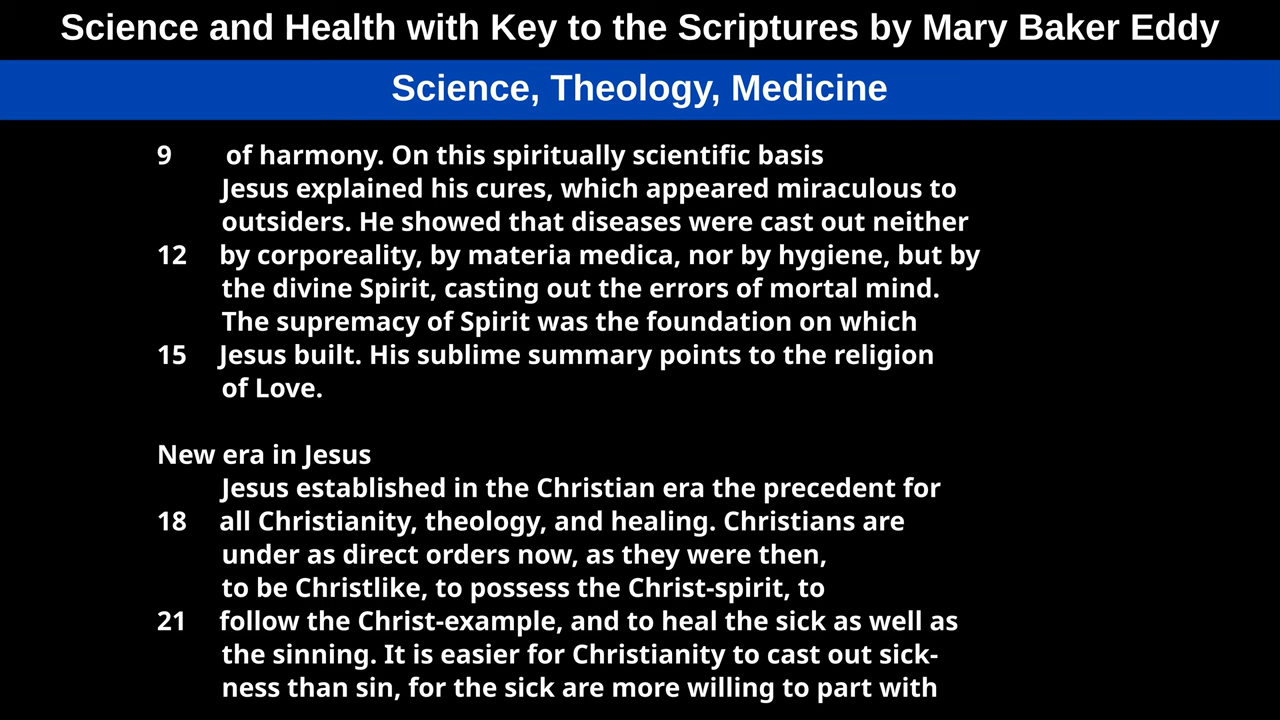 Science and Health with Key to the Scriptures by Mary Baker Eddy
Science, Theology, Medicine
9 of harmony. On this spiritually scientific basis
Jesus explained his cures, which appeared miraculous to
outsiders. He showed that diseases were cast out neither
12 by corporeality, by materia medica, nor by hygiene, but by
the divine Spirit, casting out the errors of mortal mind.
The supremacy of Spirit was the foundation on which
15 Jesus built. His sublime summary points to the religion
of Love.
New era in Jesus
Jesus established in the Christian era the precedent for
18 all Christianity, theology, and healing. Christians are
under as direct orders now, as they were then,
to be Christlike, to possess the Christ-spirit, to
21 follow the Christ-example, and to heal the sick as well as
the sinning. It is easier for Christianity to cast out sick-
ness than sin, for the sick are more willing to part with